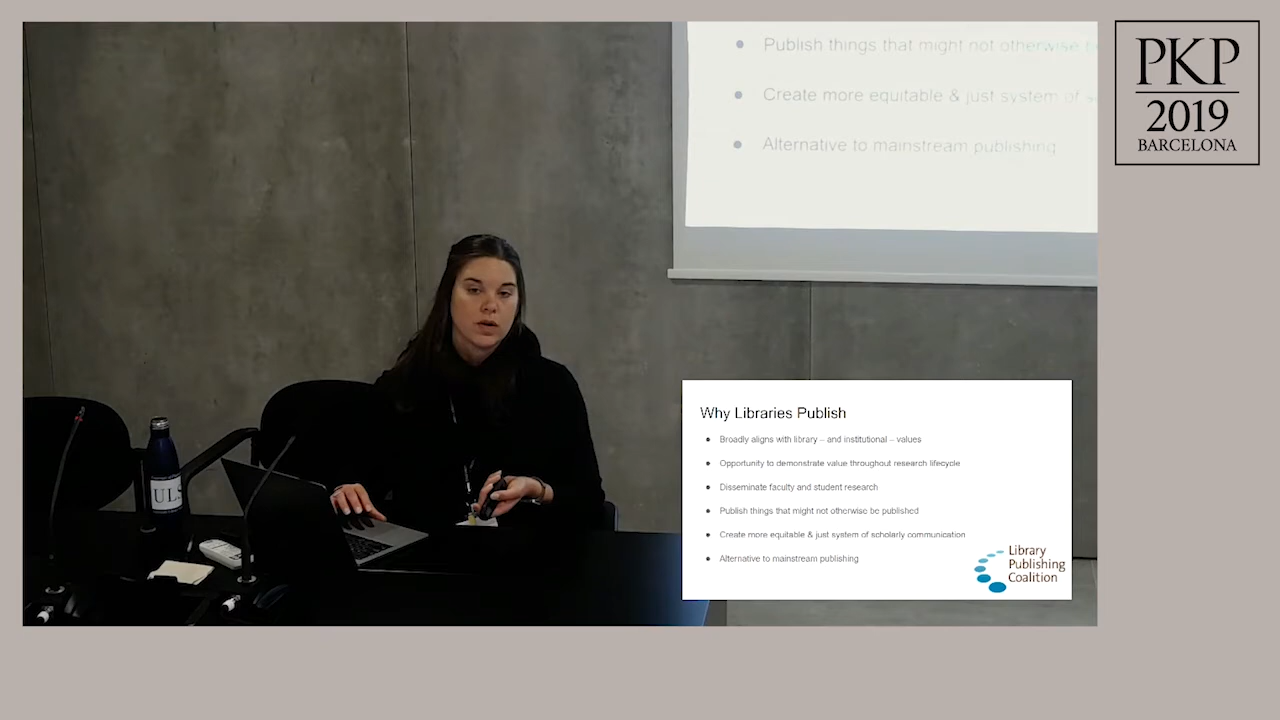 Publish things that might not otherwise
Create more equitable & just system of
Alternative to mainstream publishing
PKP
2019
BARCELONA
ULS
Why Libraries Publish
Broadly aligns with library – and institutional – values
Opportunity to demonstrate value throughout research lifecycle
Disseminate faculty and student research
Publish things that might not otherwise be published
Create more equitable & just system of scholarly communication
Alternative to mainstream publishing
Library
Publishing
Coalition